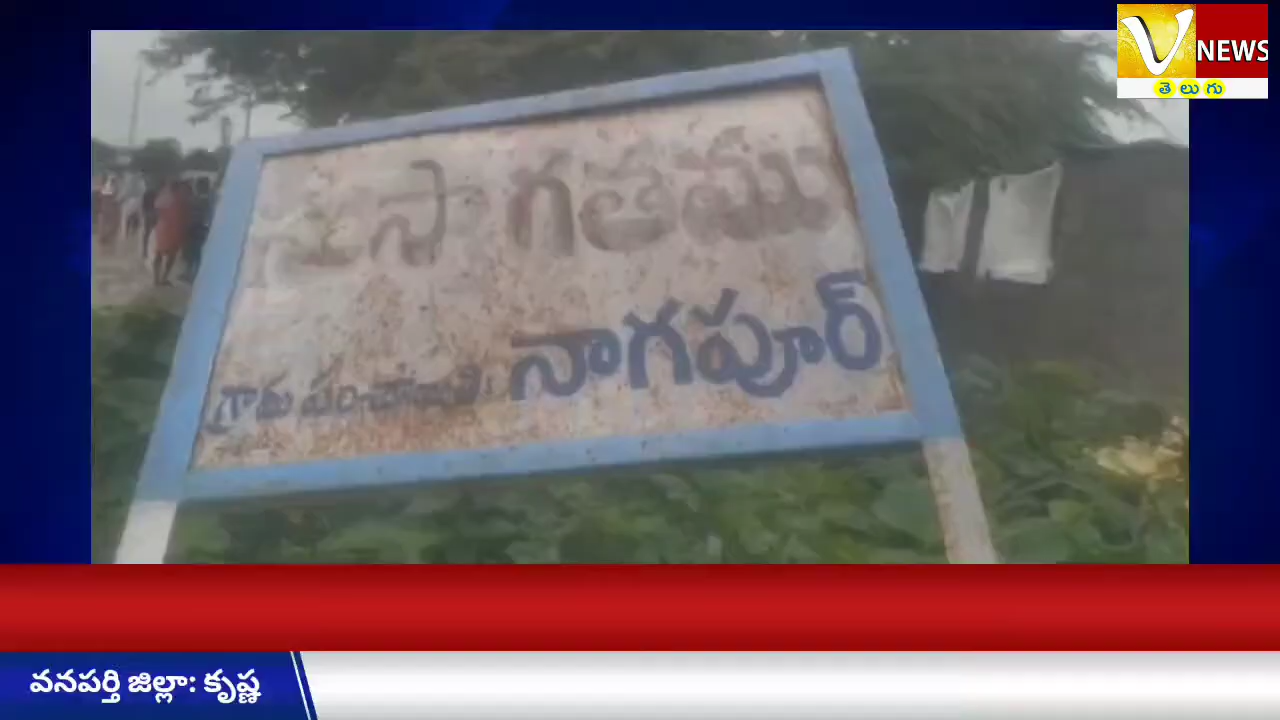 V NEWS
తెలుగు
సుస్వాగతము
గ్రామ పంచాయితి నాగపూర్
వనపర్తి జిల్లా: కృష్ణ